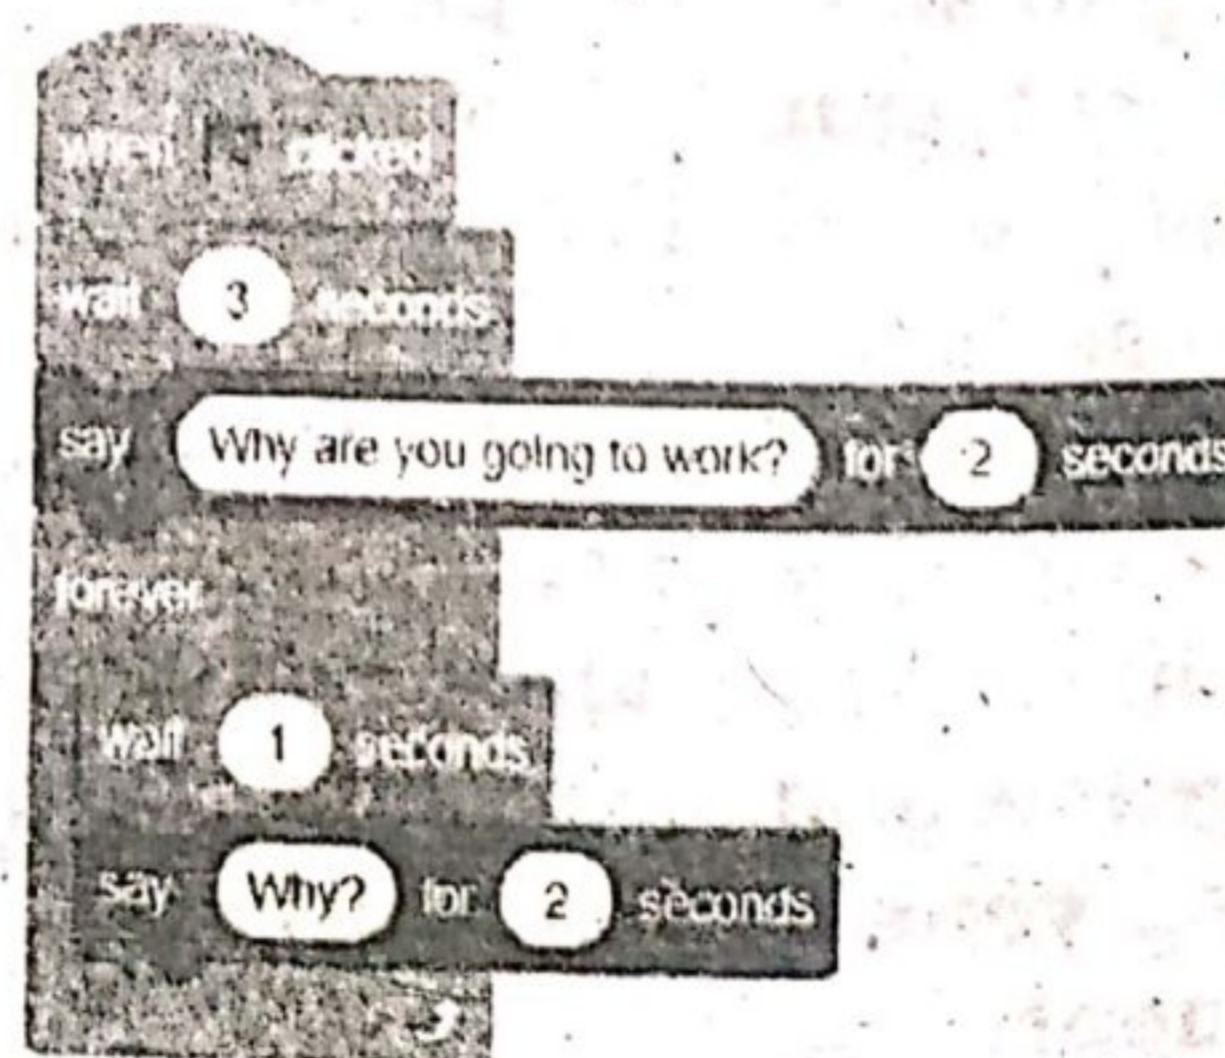 when clicked
wait 3 seconds
say Why are you going to work? for 2 seconds
forever
wait 1 seconds
say Why? for 2 seconds